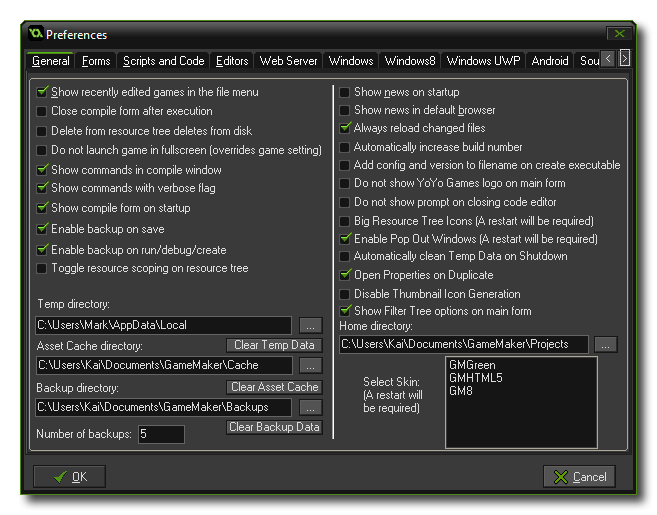 Preferences
General Forms Scripts and Code Editors Web Server Windows Windows8 Windows UWP Android Sou
Show recently edited games in the file menu
Close compile form after execution
Delete from resource tree deletes from disk
Do not launch game in fullscreen (overrides game setting)
Show commands in compile window
Show commands with verbose flag
Show compile form on startup
Enable backup on save
Enable backup on run/debug/create
Toggle resource scoping on resource tree
Temp directory:
C:\Users\Mark\AppData\Local
...
Asset Cache directory:
Clear Temp Data
C:\Users\Kai\Documents\GameMaker\Cache
...
Backup directory:
Clear Asset Cache
C:\Users\Kai\Documents\GameMaker\Backups
...
Number of backups: 5
Clear Backup Data
Show news on startup
Show news in default browser
Always reload changed files
Automatically increase build number
Add config and version to filename on create executable
Do not show YoYo Games logo on main form
Do not show prompt on closing code editor
Big Resource Tree Icons (A restart will be required)
Enable Pop Out Windows (A restart will be required)
Automatically clean Temp Data on Shutdown
Open Properties on Duplicate
Disable Thumbnail Icon Generation
Show Filter Tree options on main form
Home directory:
C:\Users\Kai\Documents\GameMaker\Projects
...
Select Skin:
(A restart will
be required)
GMGreen
GMHTML5
GM8
OK
Cancel